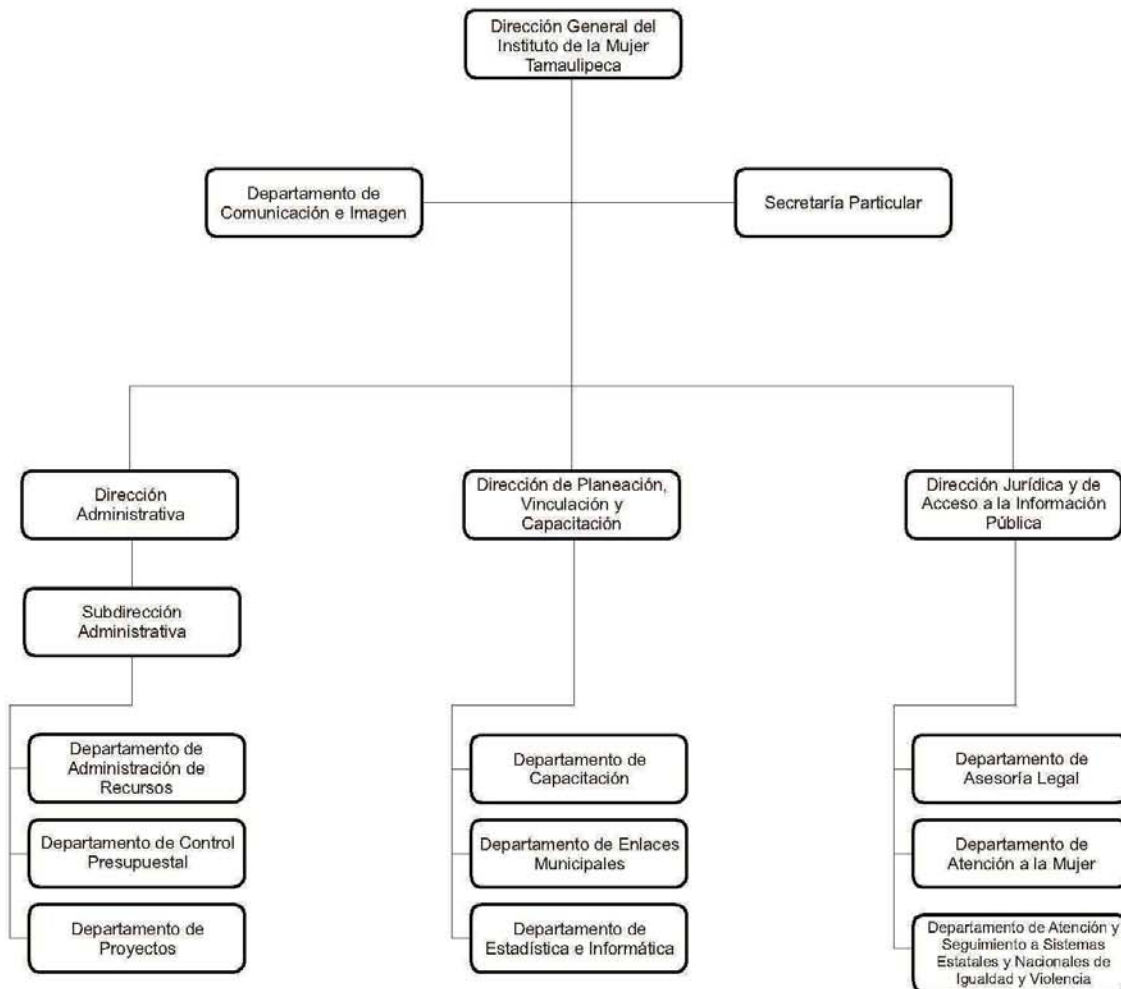 Dirección General del
Instituto de la Mujer
Tamaulipeca
Departamento de
Comunicación e Imagen
Secretaría Particular
Dirección
Administrativa
Dirección de Planeación,
Vinculación y
Capacitación
Dirección Jurídica y de
Acceso a la Información
Pública
Subdirección
Administrativa
Departamento de
Administración de
Recursos
Departamento de
Capacitación
Departamento de
Asesoría Legal
Departamento de Control
Presupuestal
Departamento de Enlaces
Municipales
Departamento de
Atención a la Mujer
Departamento de
Proyectos
Departamento de
Estadística e Informática
Departamento de Atención y
Seguimiento a Sistemas
Estatales y Nacionales de
Igualdad y Violencia